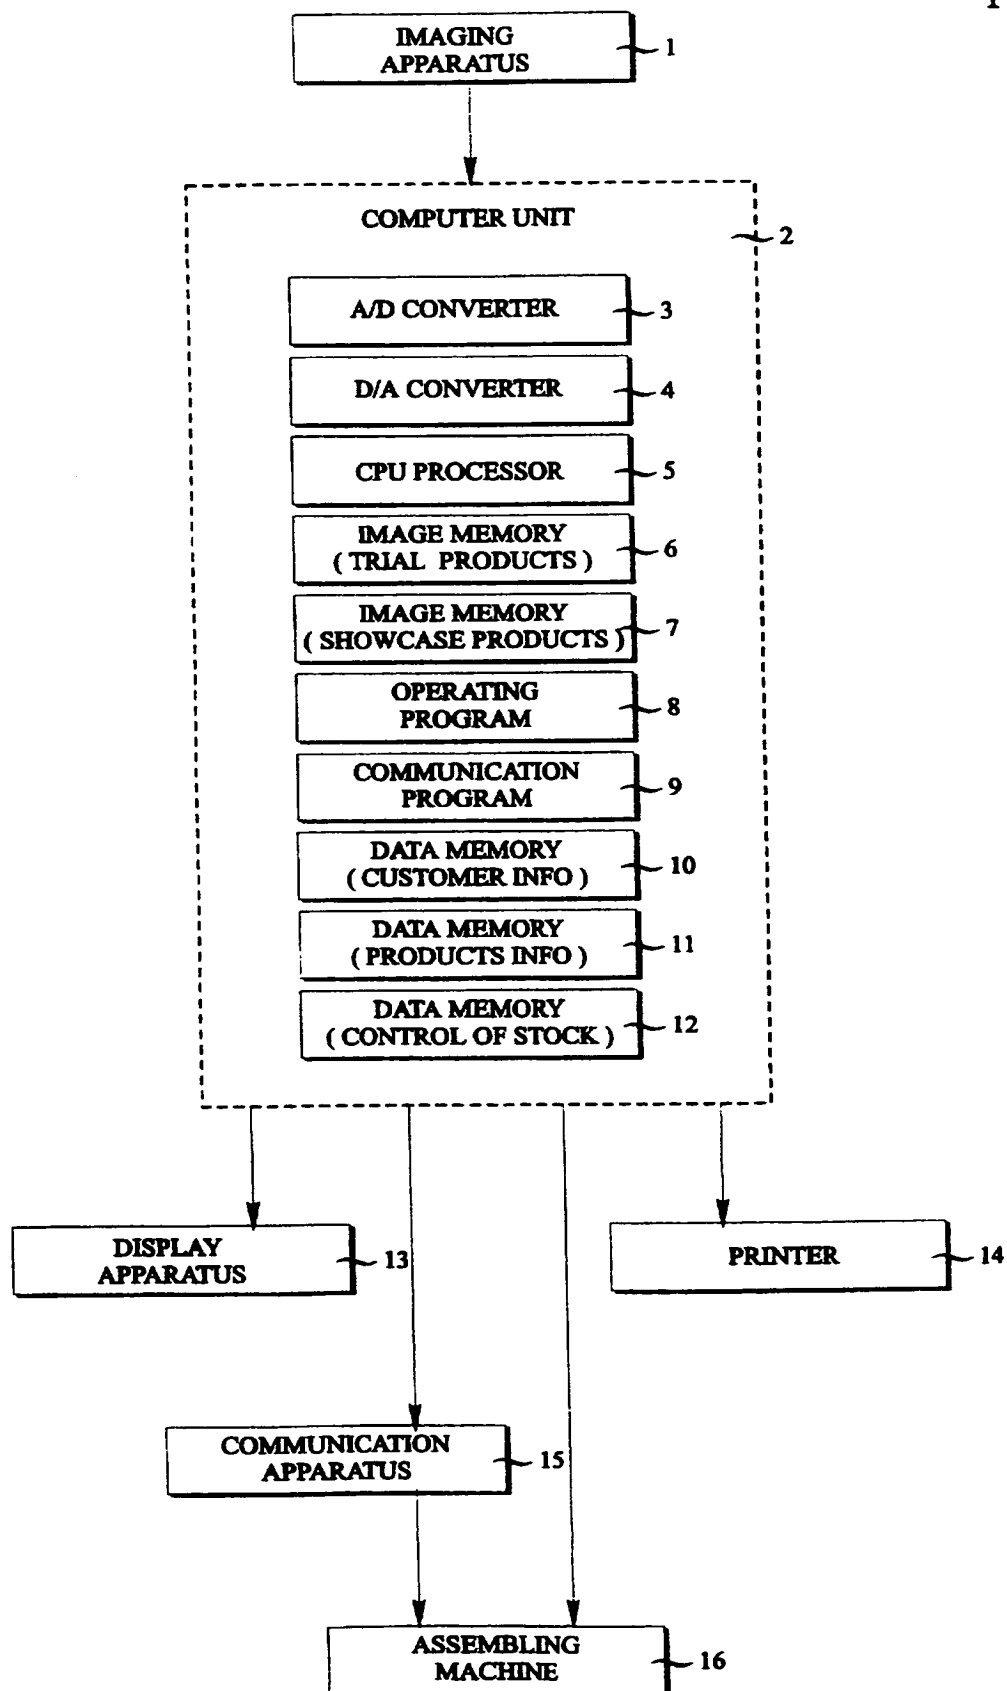 IMAGING
APPARATUS
1
COMPUTER UNIT
2
A/D CONVERTER
3
D/A CONVERTER
4
CPU PROCESSOR
5
IMAGE MEMORY
( TRIAL PRODUCTS )
6
IMAGE MEMORY
( SHOWCASE PRODUCTS )
7
OPERATING
PROGRAM
8
COMMUNICATION
PROGRAM
9
DATA MEMORY
( CUSTOMER INFO )
10
DATA MEMORY
( PRODUCTS INFO )
11
DATA MEMORY
( CONTROL OF STOCK )
12
DISPLAY
APPARATUS
13
PRINTER
14
COMMUNICATION
APPARATUS
15
ASSEMBLING
MACHINE
16